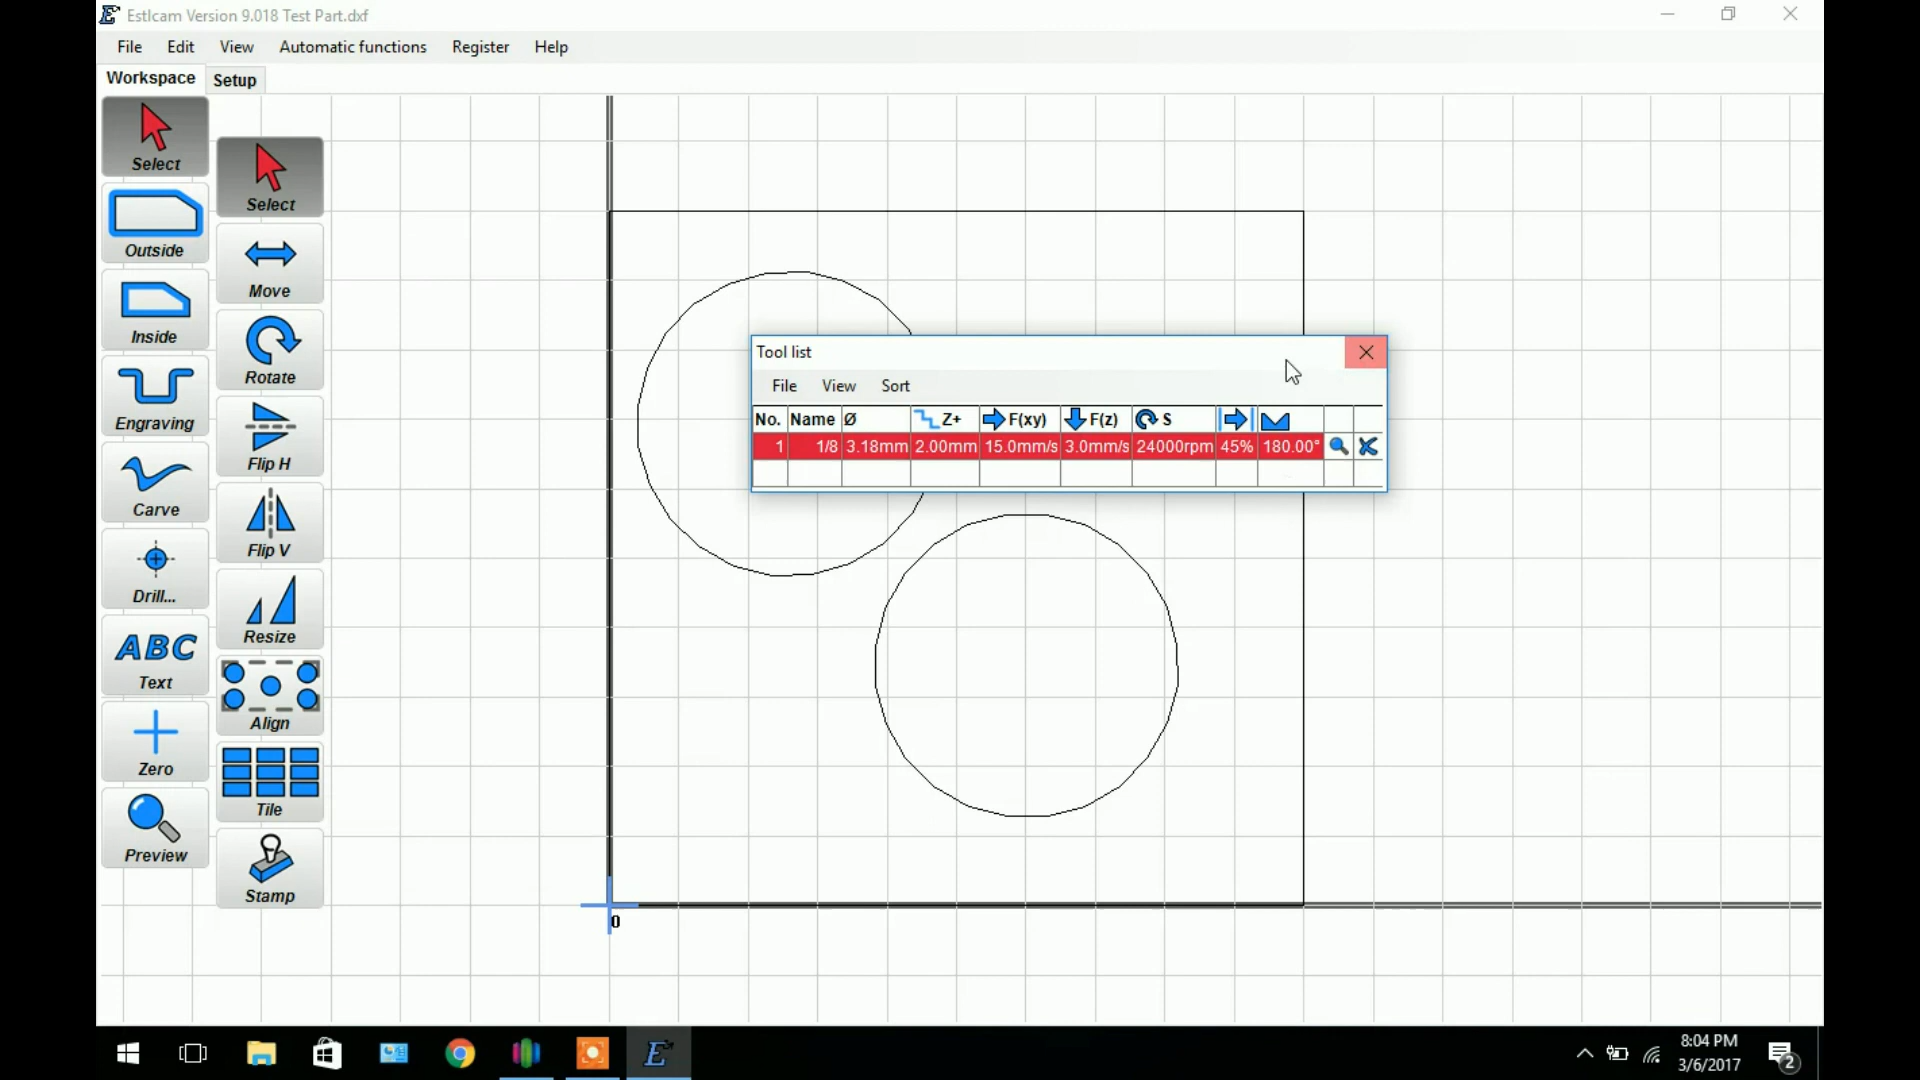 Estlcam Version 9.018 Test Part.dxf
File Edit View Automatic functions Register Help
Workspace Setup
Select
Outside
Inside
Engraving
Carve
Drill...
ABC
Text
Zero
Preview
Select
Move
Rotate
Flip H
Flip V
Resize
Align
Tile
Stamp
Tool list
File View Sort
No. Name Ø Z+ F(xy) F(z) S
1 1/8 3.18mm 2.00mm 15.0mm/s 3.0mm/s 24000rpm 45% 180.00°
0
8:04 PM
3/6/2017
2